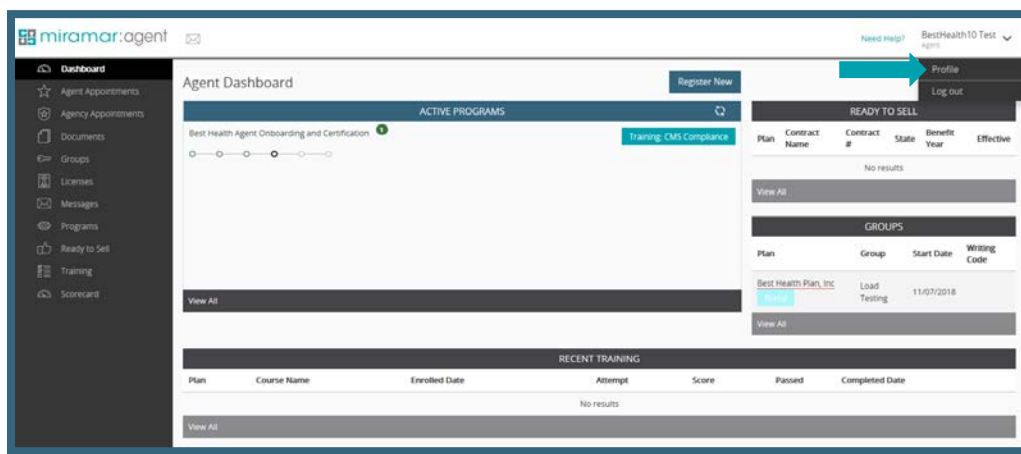 miramar:agent
Need Help?
BestHealth10 Test
Agent
Profile
Log out
Dashboard
Agent Appointments
Agency Appointments
Documents
Groups
Licenses
Messages
Programs
Ready to Sell
Training
Scorecard
Agent Dashboard
Register New
ACTIVE PROGRAMS
Best Health Agent Onboarding and Certification 1
Training: CMS Compliance
View All
READY TO SELL
Plan Contract Name Contract # State Benefit Year Effective
No results
View All
GROUPS
Plan Group Start Date Writing Code
Best Health Plan, Inc Load Testing 11/07/2018
Portal
View All
RECENT TRAINING
Plan Course Name Enrolled Date Attempt Score Passed Completed Date
No results
View All